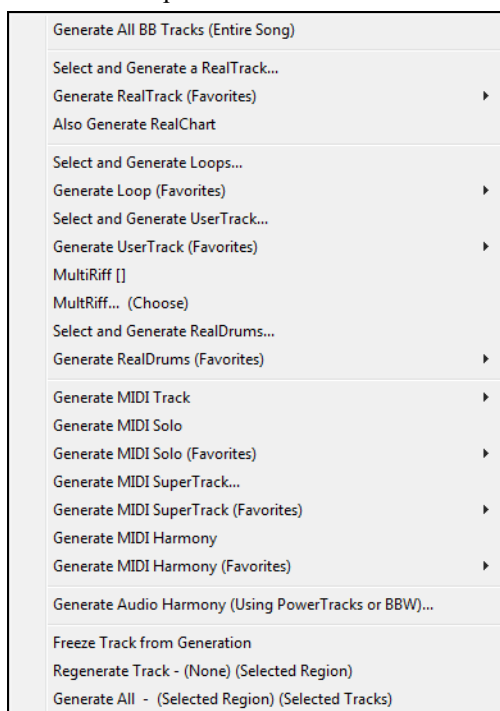 Generate All BB Tracks (Entire Song)
Select and Generate a RealTrack...
Generate RealTrack (Favorites)
Also Generate RealChart
Select and Generate Loops...
Generate Loop (Favorites)
Select and Generate UserTrack...
Generate UserTrack (Favorites)
MultiRiff []
MultRiff... (Choose)
Select and Generate RealDrums...
Generate RealDrums (Favorites)
Generate MIDI Track
Generate MIDI Solo
Generate MIDI Solo (Favorites)
Generate MIDI SuperTrack...
Generate MIDI SuperTrack (Favorites)
Generate MIDI Harmony
Generate MIDI Harmony (Favorites)
Generate Audio Harmony (Using PowerTracks or BBW)...
Freeze Track from Generation
Regenerate Track - (None) (Selected Region)
Generate All - (Selected Region) (Selected Tracks)